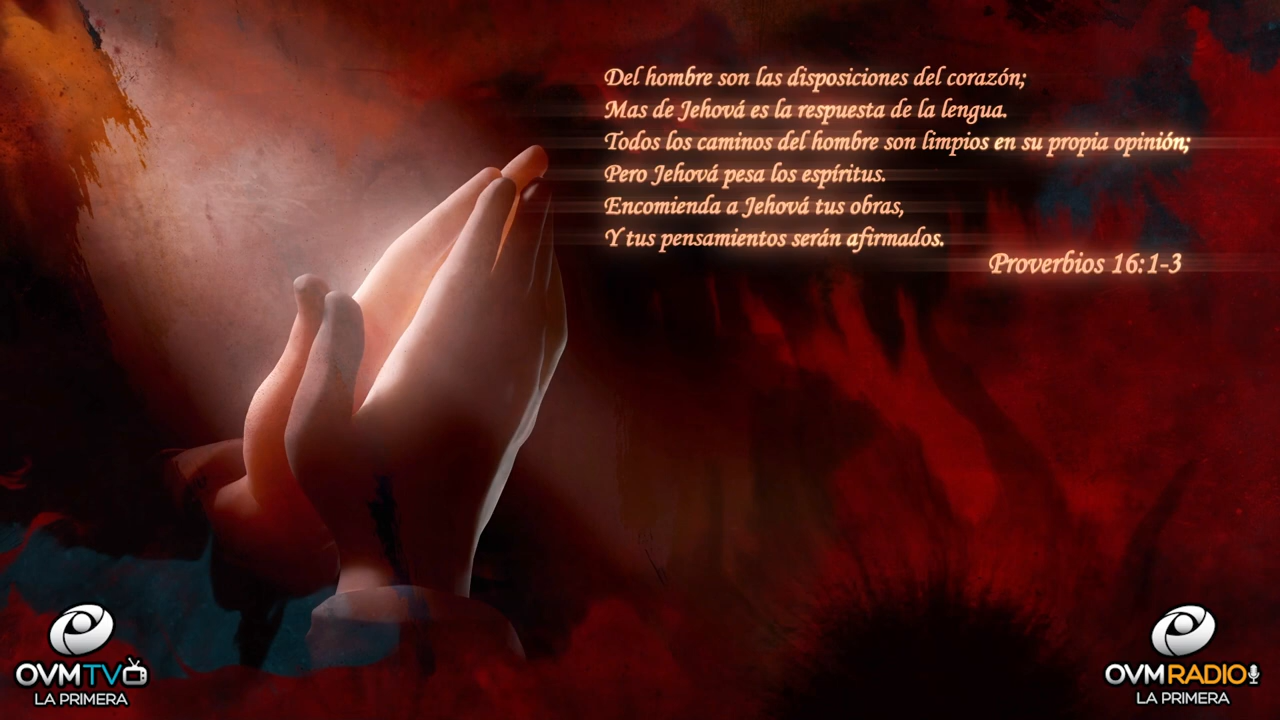 Del hombre son las disposiciones del corazón;
Mas de Jehová es la respuesta de la lengua.
Todos los caminos del hombre son limpios en su propia opinión;
Pero Jehová pesa los espíritus.
Encomienda a Jehová tus obras,
Y tus pensamientos serán afirmados.
Proverbios 16:1-3
OVMTV
LA PRIMERA
OVMRADIO
LA PRIMERA